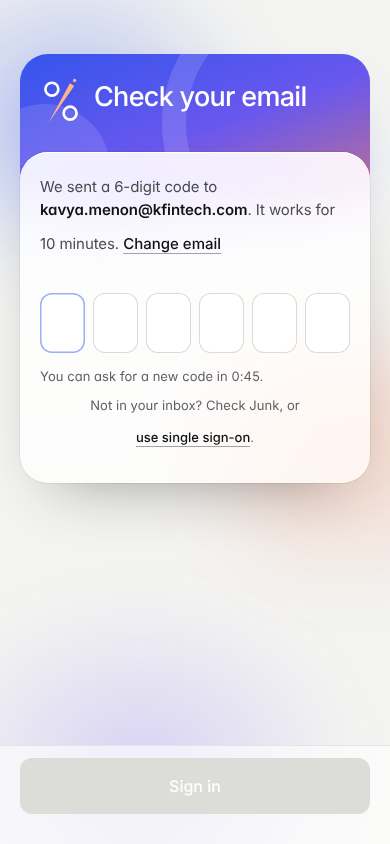 Check your email
We sent a 6-digit code to
kavya.menon@kfintech.com. It works for
10 minutes. Change email
You can ask for a new code in 0:45.
Not in your inbox? Check Junk, or
use single sign-on.
Sign in